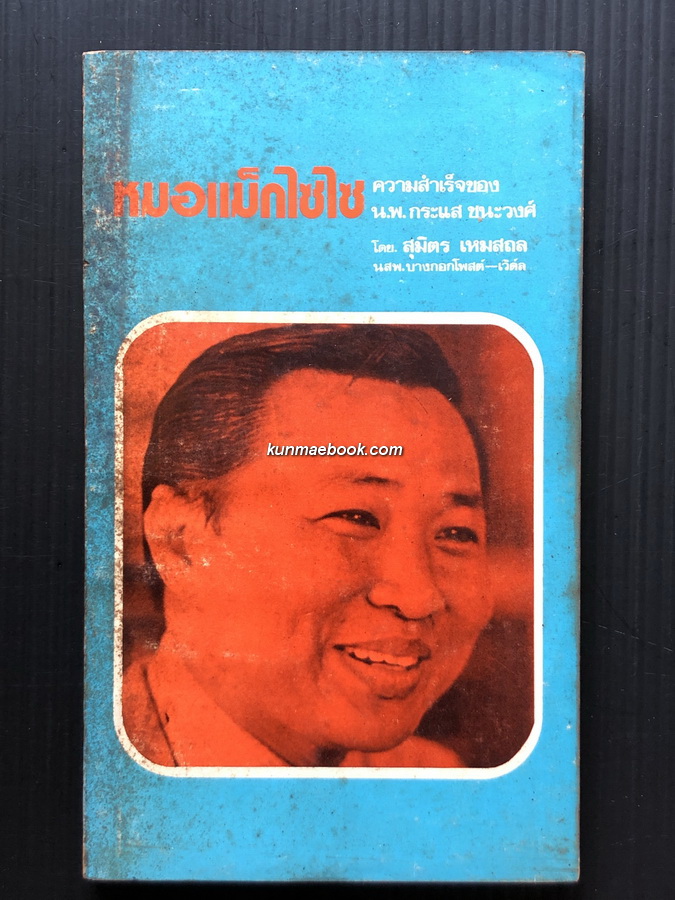 หมอแม็กไซไซ
ความสำเร็จของ
น.พ. กระแส ชนะวงศ์
โดย. สุมิตร เหมสถล
นสพ. บางกอกโพสต์—เวิด์ล
kunmaebook.com